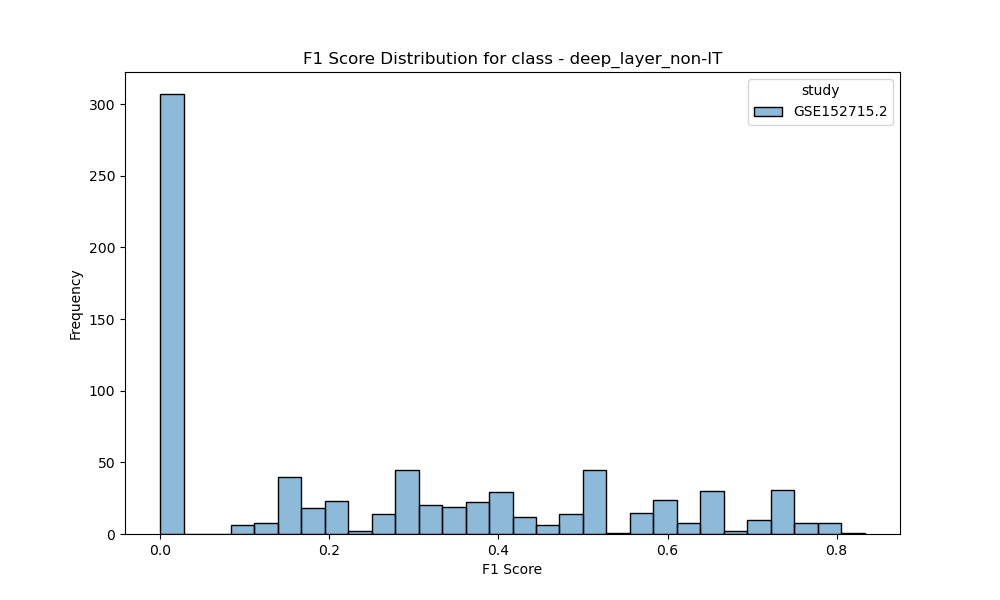 F1 Score Distribution for class - deep_layer_non-IT
study
GSE152715.2
300
250
200
150
100
50
0
Frequency
0.0 0.2 0.4 0.6 0.8
F1 Score